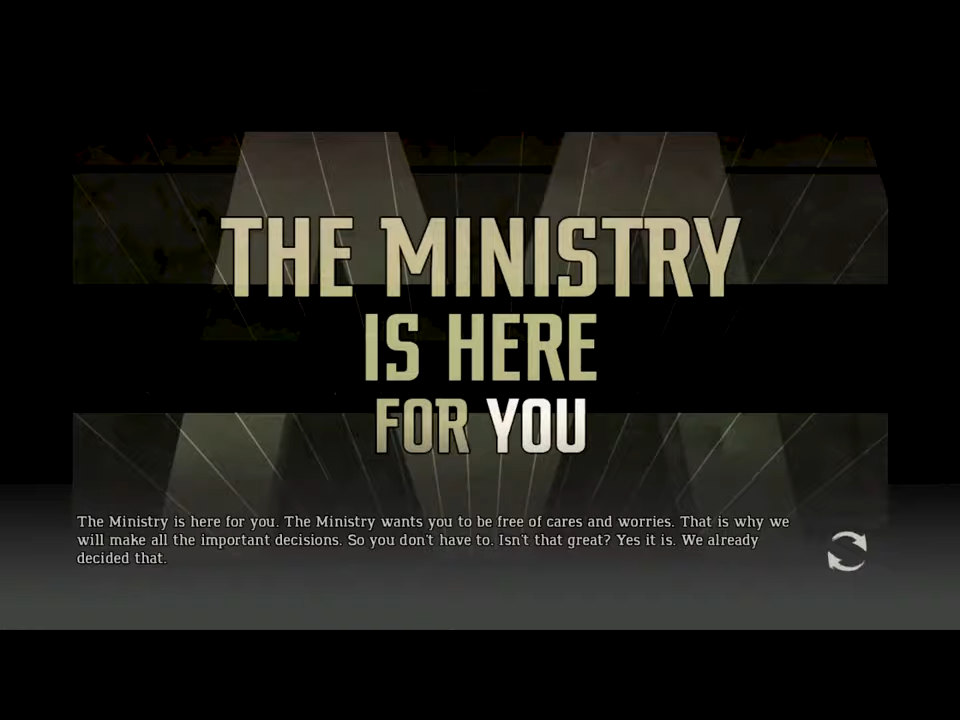 THE MINISTRY
IS HERE
FOR YOU
The Ministry is here for you. The Ministry wants you to be free of cares and worries. That is why we
will make all the important decisions. So you don't have to. Isn't that great? Yes it is. We already
decided that.